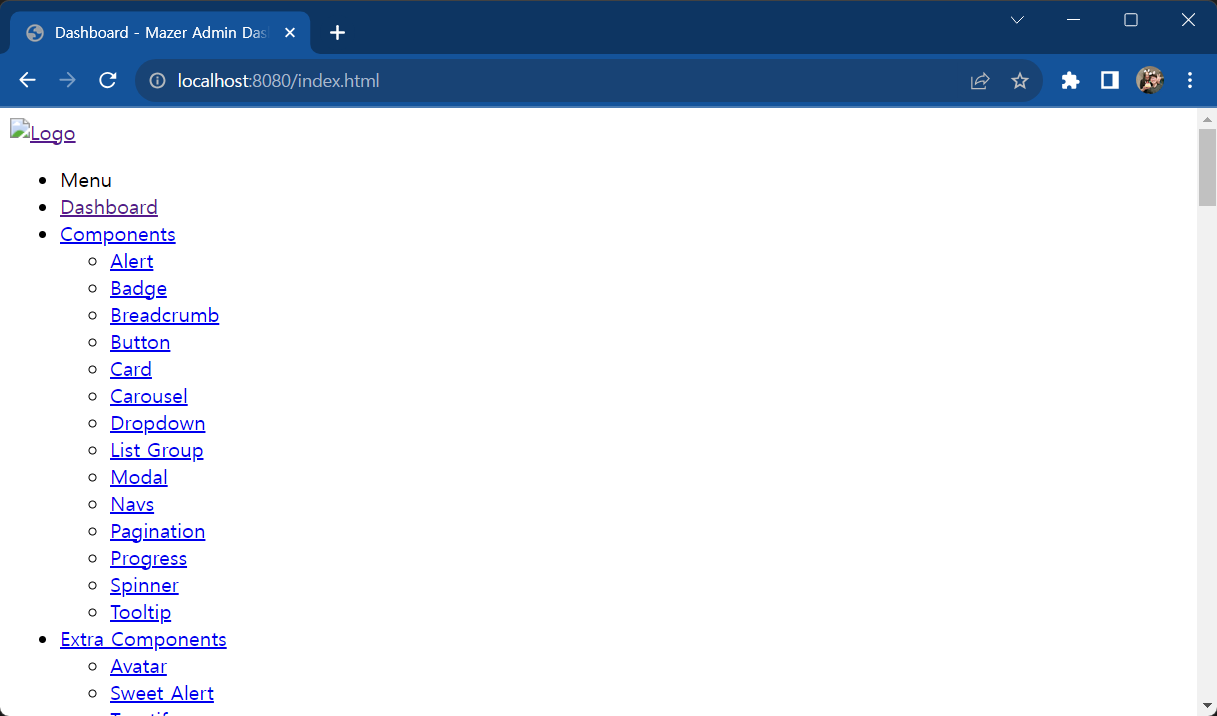 Dashboard - Mazer Admin Das
localhost:8080/index.html
Logo
Menu
Dashboard
Components
Alert
Badge
Breadcrumb
Button
Card
Carousel
Dropdown
List Group
Modal
Navs
Pagination
Progress
Spinner
Tooltip
Extra Components
Avatar
Sweet Alert